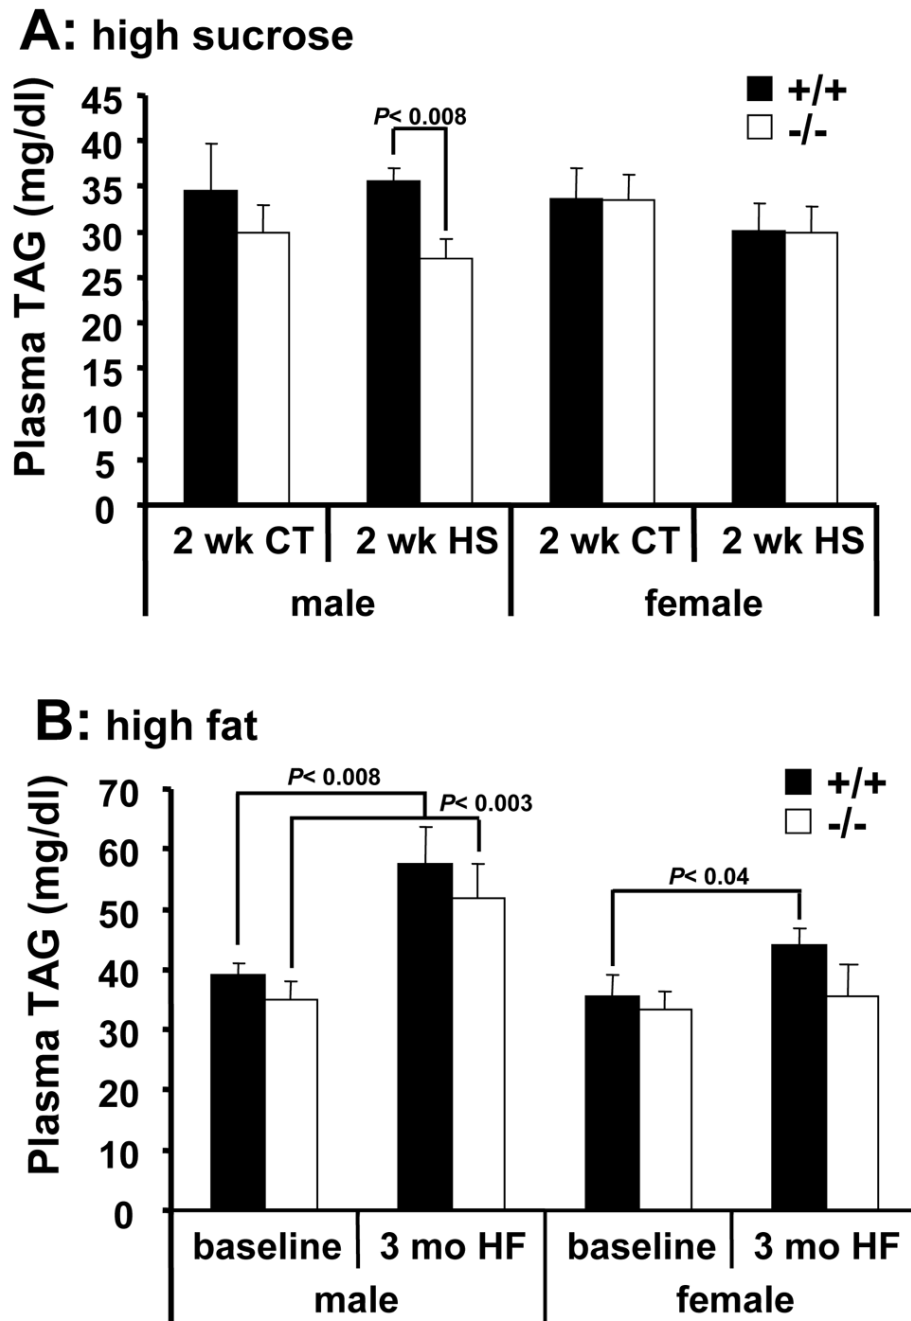 A: high sucrose
+/+
-/-
P< 0.008
Plasma TAG (mg/dl)
45
40
35
30
25
20
15
10
5
0
2 wk CT 2 wk HS 2 wk CT 2 wk HS
male female
B: high fat
+/+
-/-
P< 0.008
P< 0.003
P< 0.04
Plasma TAG (mg/dl)
70
60
50
40
30
20
10
0
baseline 3 mo HF baseline 3 mo HF
male female